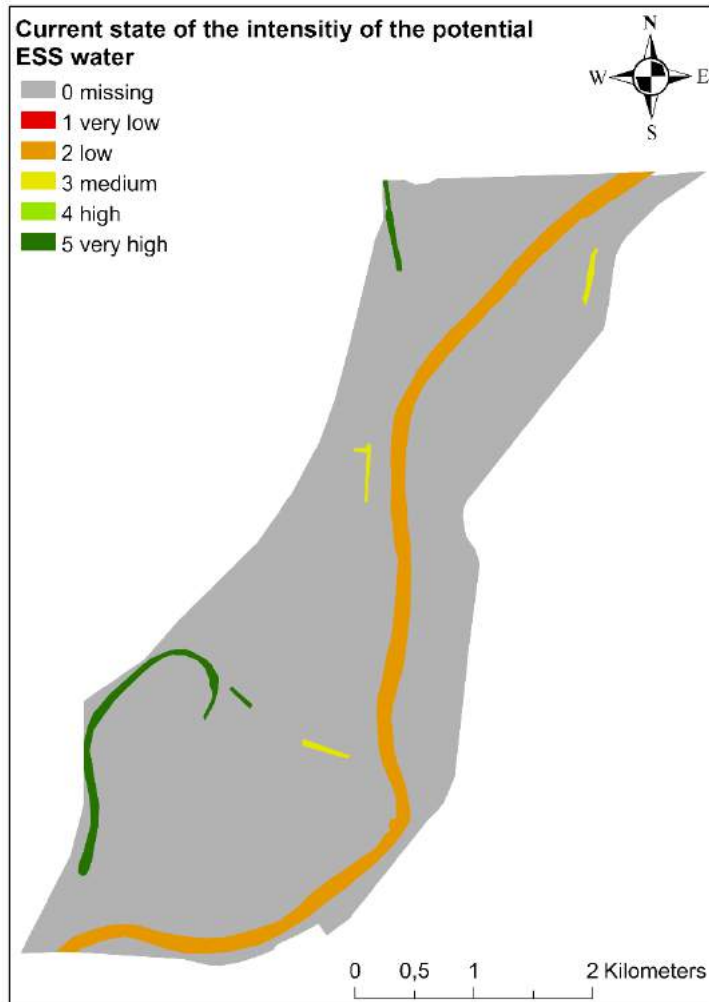 Current state of the intensitiy of the potential
ESS water
0 missing
1 very low
2 low
3 medium
4 high
5 very high
N
W E
S
0 0,5 1 2 Kilometers